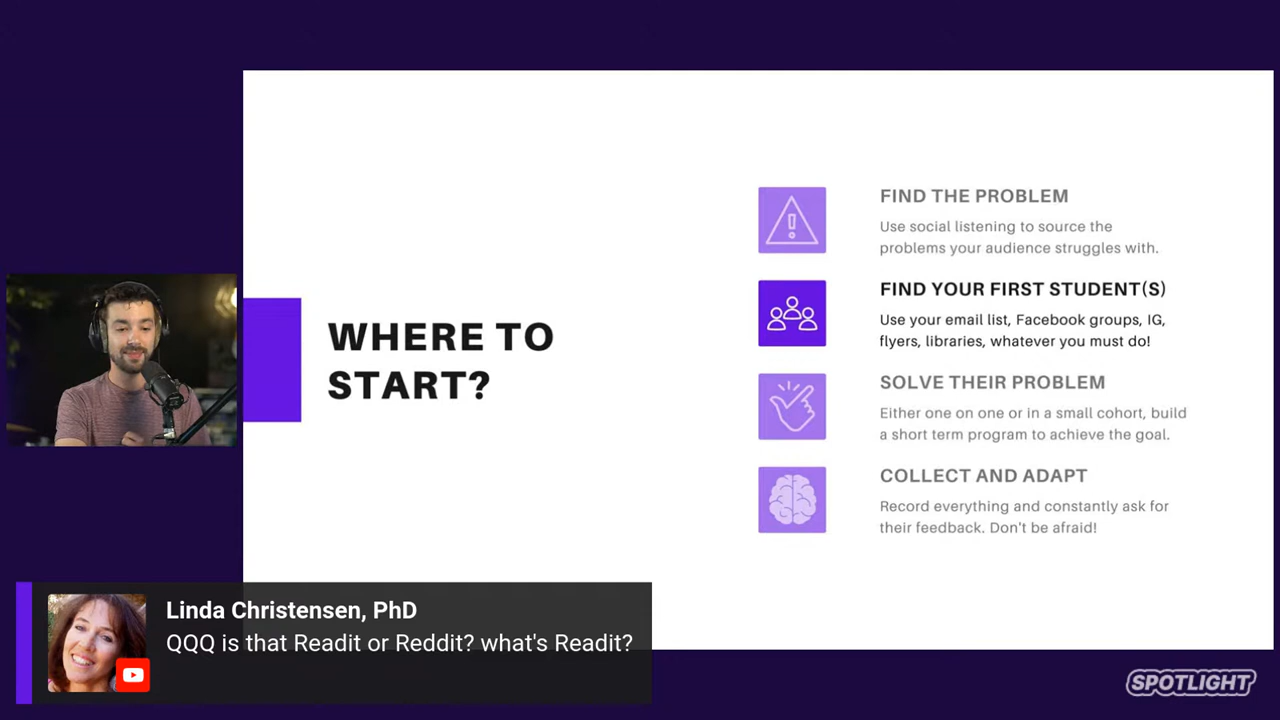 WHERE TO
START?
FIND THE PROBLEM
Use social listening to source the
problems your audience struggles with.
FIND YOUR FIRST STUDENT(S)
Use your email list, Facebook groups, IG,
flyers, libraries, whatever you must do!
SOLVE THEIR PROBLEM
Either one on one or in a small cohort, build
a short term program to achieve the goal.
COLLECT AND ADAPT
Record everything and constantly ask for
their feedback. Don't be afraid!
Linda Christensen, PhD
QQQ is that Readit or Reddit? what's Readit?
SPOTLIGHT